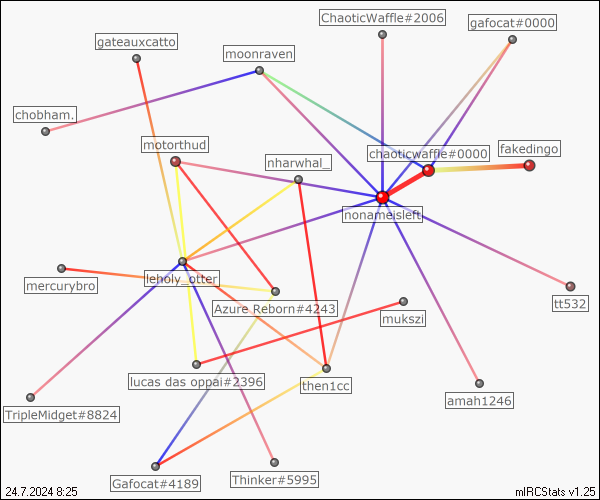 ChaoticWaffle#2006
gafocat#0000
gateauxcatto
moonraven
chobham.
motorthud
nharwhal_
chaoticwaffle#0000
fakedingo
nonameisleft
mercurybro
leholy_otter
Azure Reborn#4243
mukszi
tt532
lucas das oppai#2396
then1cc
amah1246
TripleMidget#8824
Gafocat#4189
Thinker#5995
24.7.2024 8:25
mIRCStats v1.25